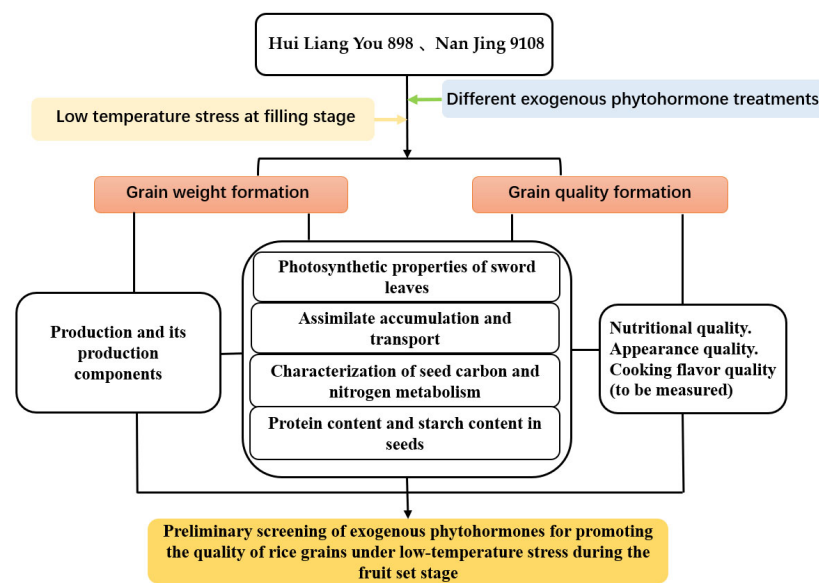 Hui Liang You 898 、Nan Jing 9108
Different exogenous phytohormone treatments
Low temperature stress at filling stage
Grain weight formation
Grain quality formation
Photosynthetic properties of sword
leaves
Assimilate accumulation and
transport
Characterization of seed carbon and
nitrogen metabolism
Protein content and starch content in
seeds
Production and its
production
components
Nutritional quality.
Appearance quality.
Cooking flavor quality
(to be measured)
Preliminary screening of exogenous phytohormones for promoting
the quality of rice grains under low-temperature stress during the
fruit set stage